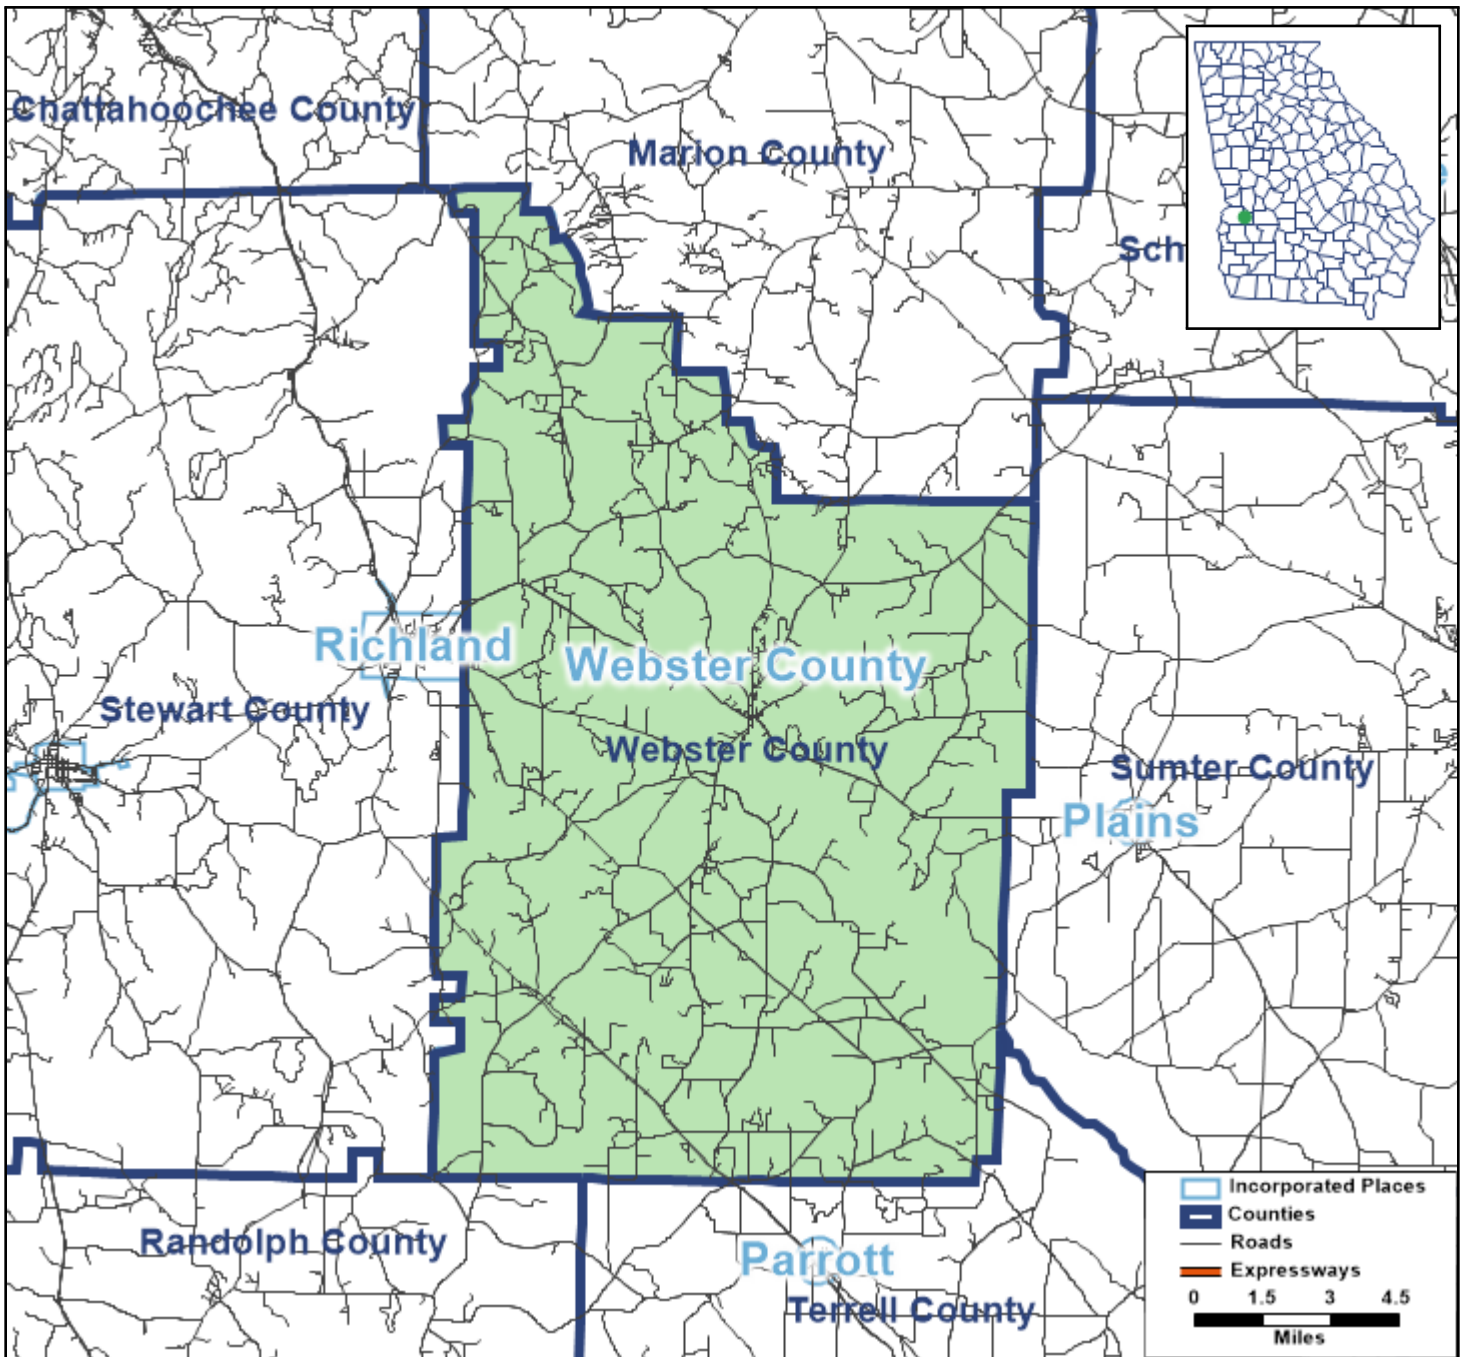 Chattahoochee County
Marion County
Sch
e
Richland
Webster County
Stewart County
Webster County
Sumter County
Plains
Randolph County
Parrott
Terrell County
Incorporated Places
Counties
Roads
Expressways
0 1.5 3 4.5
Miles